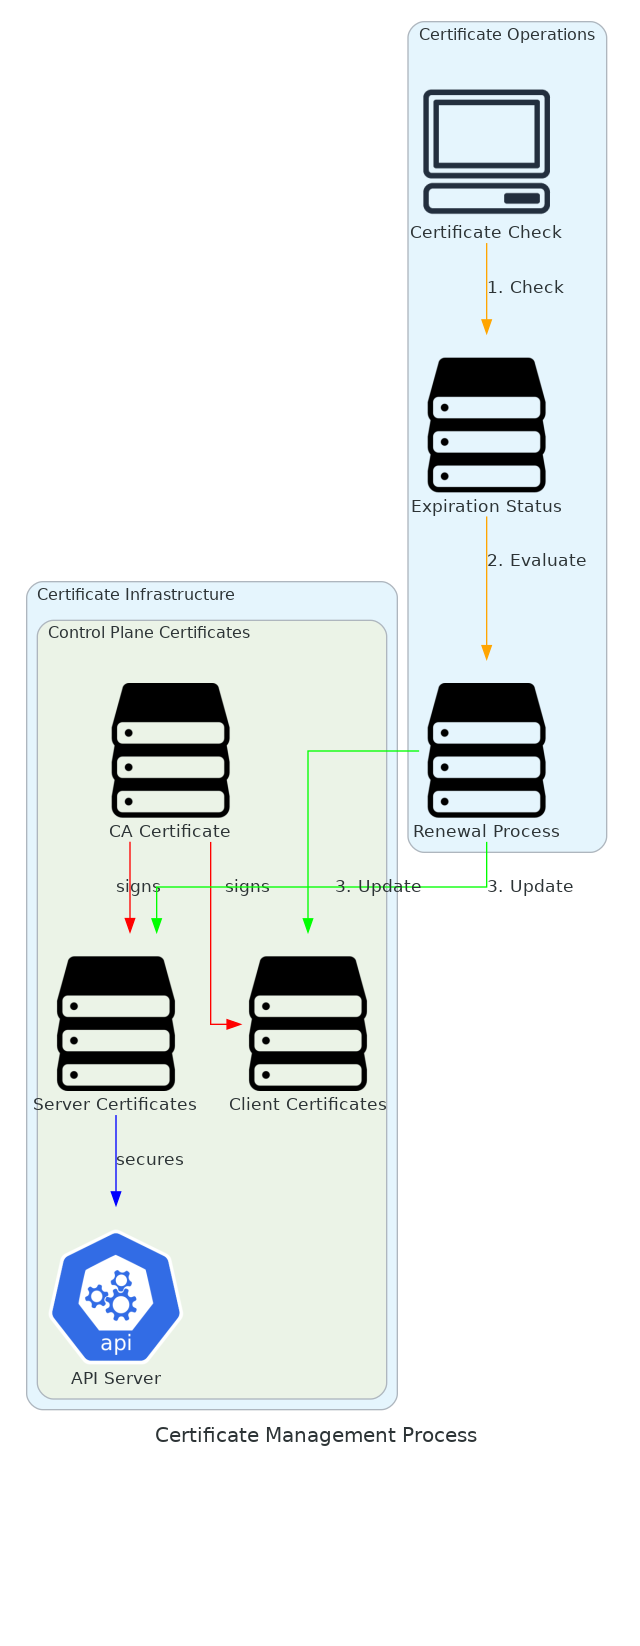 Certificate Operations
Certificate Check
1. Check
Expiration Status
2. Evaluate
Certificate Infrastructure
Control Plane Certificates
CA Certificate
Renewal Process
signs
signs
3. Update
3. Update
Server Certificates
Client Certificates
secures
api
API Server
Certificate Management Process